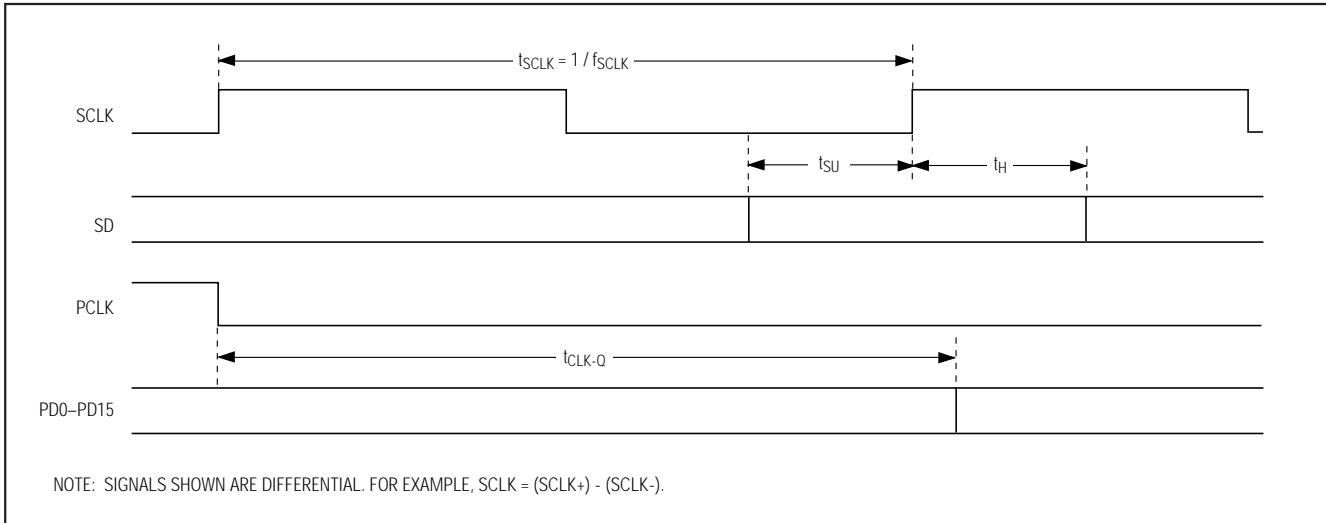 tSCLK = 1 / fSCLK
SCLK
tSU
tH
SD
PCLK
tCLK-Q
PD0–PD15
NOTE: SIGNALS SHOWN ARE DIFFERENTIAL. FOR EXAMPLE, SCLK = (SCLK+) - (SCLK-).